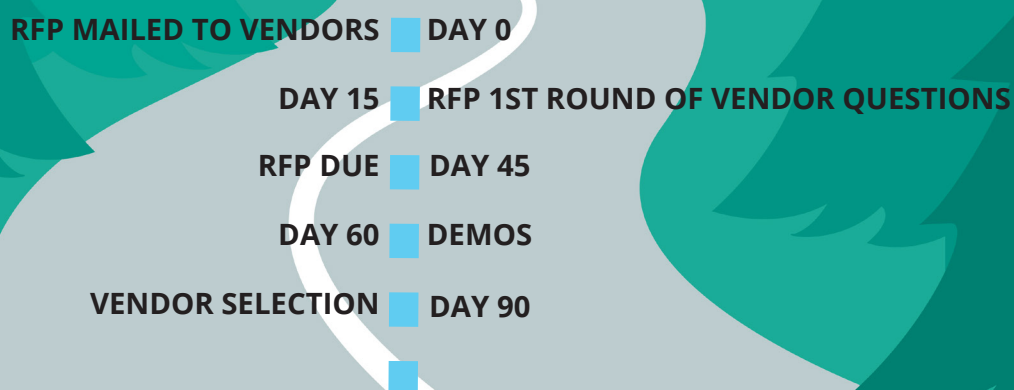 RFP MAILED TO VENDORS DAY 0
DAY 15 RFP 1ST ROUND OF VENDOR QUESTIONS
RFP DUE DAY 45
DAY 60 DEMOS
VENDOR SELECTION DAY 90